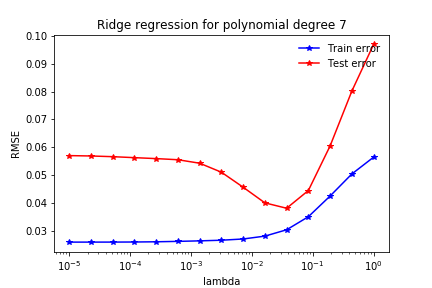 Ridge regression for polynomial degree 7
0.10
0.09
0.08
0.07
0.06
0.05
0.04
0.03
RMSE
Train error
Test error
10⁻⁵
10⁻⁴
10⁻³
10⁻²
10⁻¹
10⁰
lambda